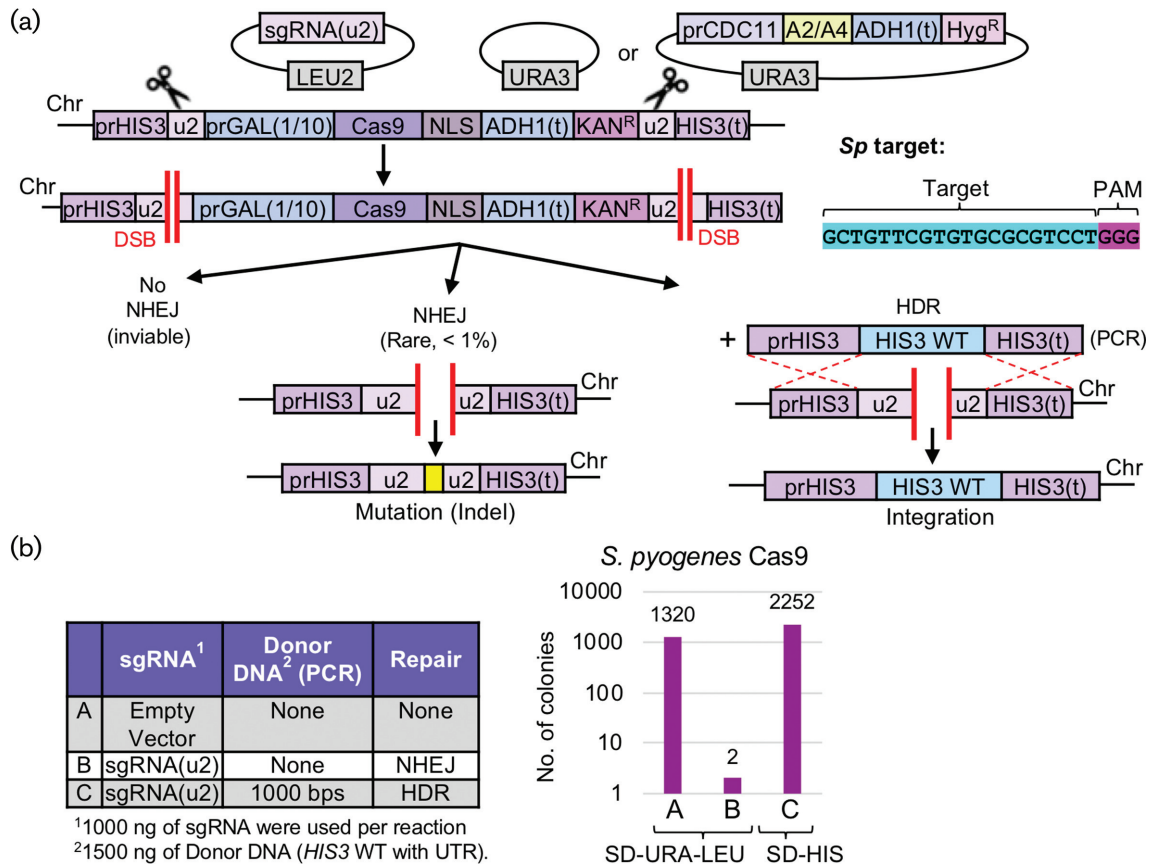 (a)
sgRNA(u2)
LEU2
URA3
or
prCDC11 A2/A4 ADH1(t) Hygᴿ
URA3
Chr
prHIS3 u2 prGAL(1/10) Cas9 NLS ADH1(t) KANᴿ u2 HIS3(t)
Chr
prHIS3 u2 prGAL(1/10) Cas9 NLS ADH1(t) KANᴿ u2 HIS3(t)
DSB
DSB
Sp target:
Target PAM
GCTGTTCGTGTGCGCGTCCTGGG
No
NHEJ
(inviable)
NHEJ
(Rare, < 1%)
Chr
prHIS3 u2 u2 HIS3(t)
Chr
prHIS3 u2 u2 HIS3(t)
Mutation (Indel)
HDR
+ prHIS3 HIS3 WT HIS3(t) (PCR)
Chr
prHIS3 u2 u2 HIS3(t)
Chr
prHIS3 HIS3 WT HIS3(t)
Integration
(b)
sgRNA¹ Donor DNA² (PCR) Repair
A Empty Vector None None
B sgRNA(u2) None NHEJ
C sgRNA(u2) 1000 bps HDR
¹1000 ng of sgRNA were used per reaction
²1500 ng of Donor DNA (HIS3 WT with UTR).
S. pyogenes Cas9
No. of colonies
10000
1000
100
10
1
1320
2
2252
A B C
SD-URA-LEU SD-HIS